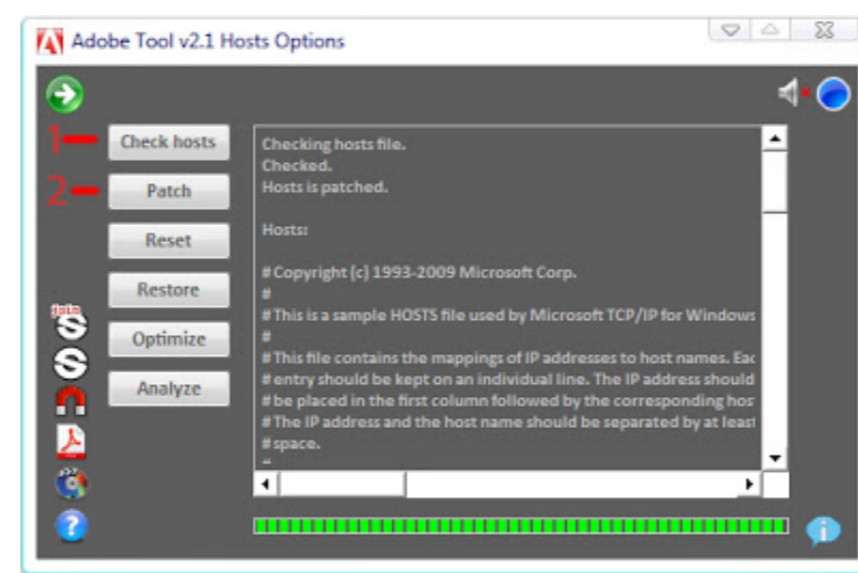 Adobe Tool v2.1 Hosts Options
1
Check hosts
2
Patch
Reset
Restore
Optimize
Analyze
join
Checking hosts file.
Checked.
Hosts is patched.
Hosts:
# Copyright (c) 1993-2009 Microsoft Corp.
#
# This is a sample HOSTS file used by Microsoft TCP/IP for Windows
#
# This file contains the mappings of IP addresses to host names. Eac
# entry should be kept on an individual line. The IP address should
# be placed in the first column followed by the corresponding hos
# The IP address and the host name should be separated by at least
# space.
#